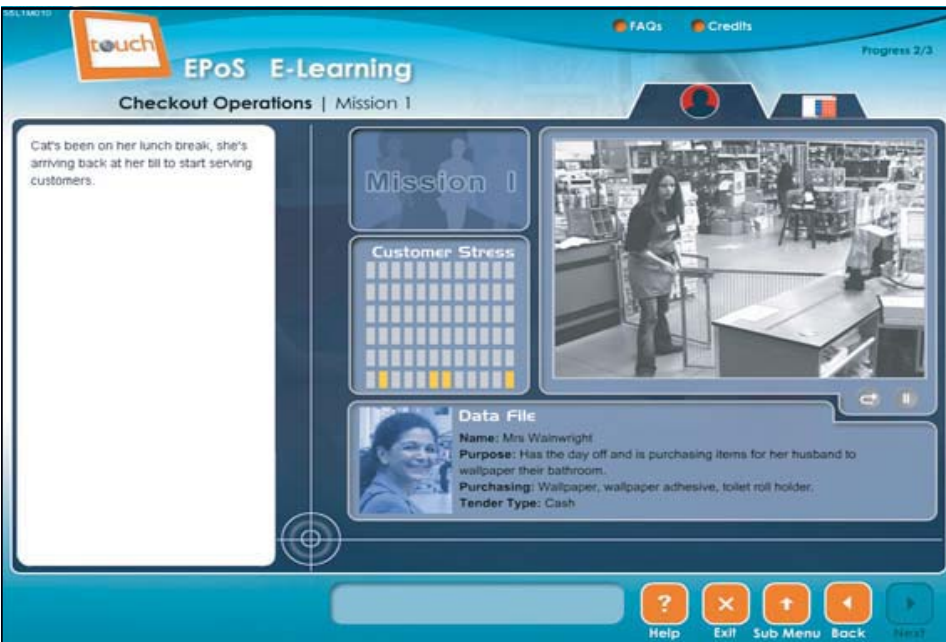 SSLTM010
touch
EPoS E-Learning
Checkout Operations | Mission 1
FAQs
Credits
Progress 2/3
Cat's been on her lunch break, she's
arriving back at her till to start serving
customers.
Mission 1
Customer Stress
Data File
Name: Mrs Wainwright
Purpose: Has the day off and is purchasing items for her husband to
wallpaper their bathroom.
Purchasing: Wallpaper, wallpaper adhesive, toilet roll holder.
Tender Type: Cash
?
Help
Exit
Sub Menu
Back
Next